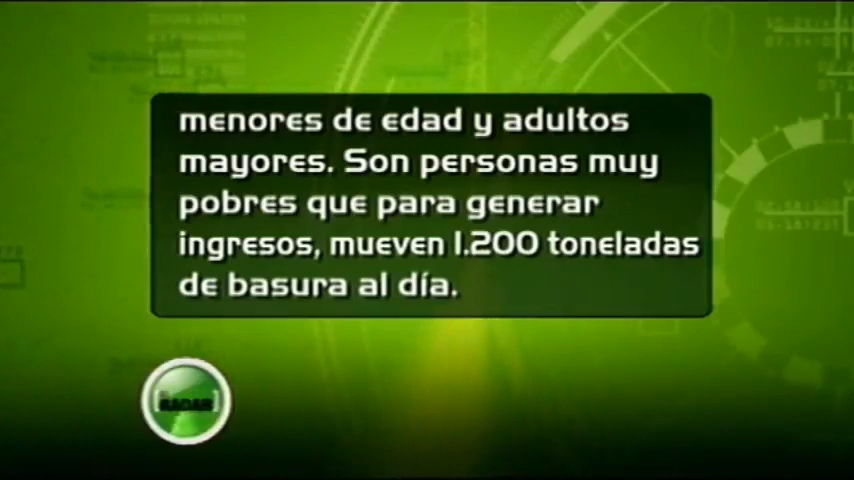 menores de edad y adultos
mayores. Son personas muy
pobres que para generar
ingresos, mueven 1.200 toneladas
de basura al día.
RADAR